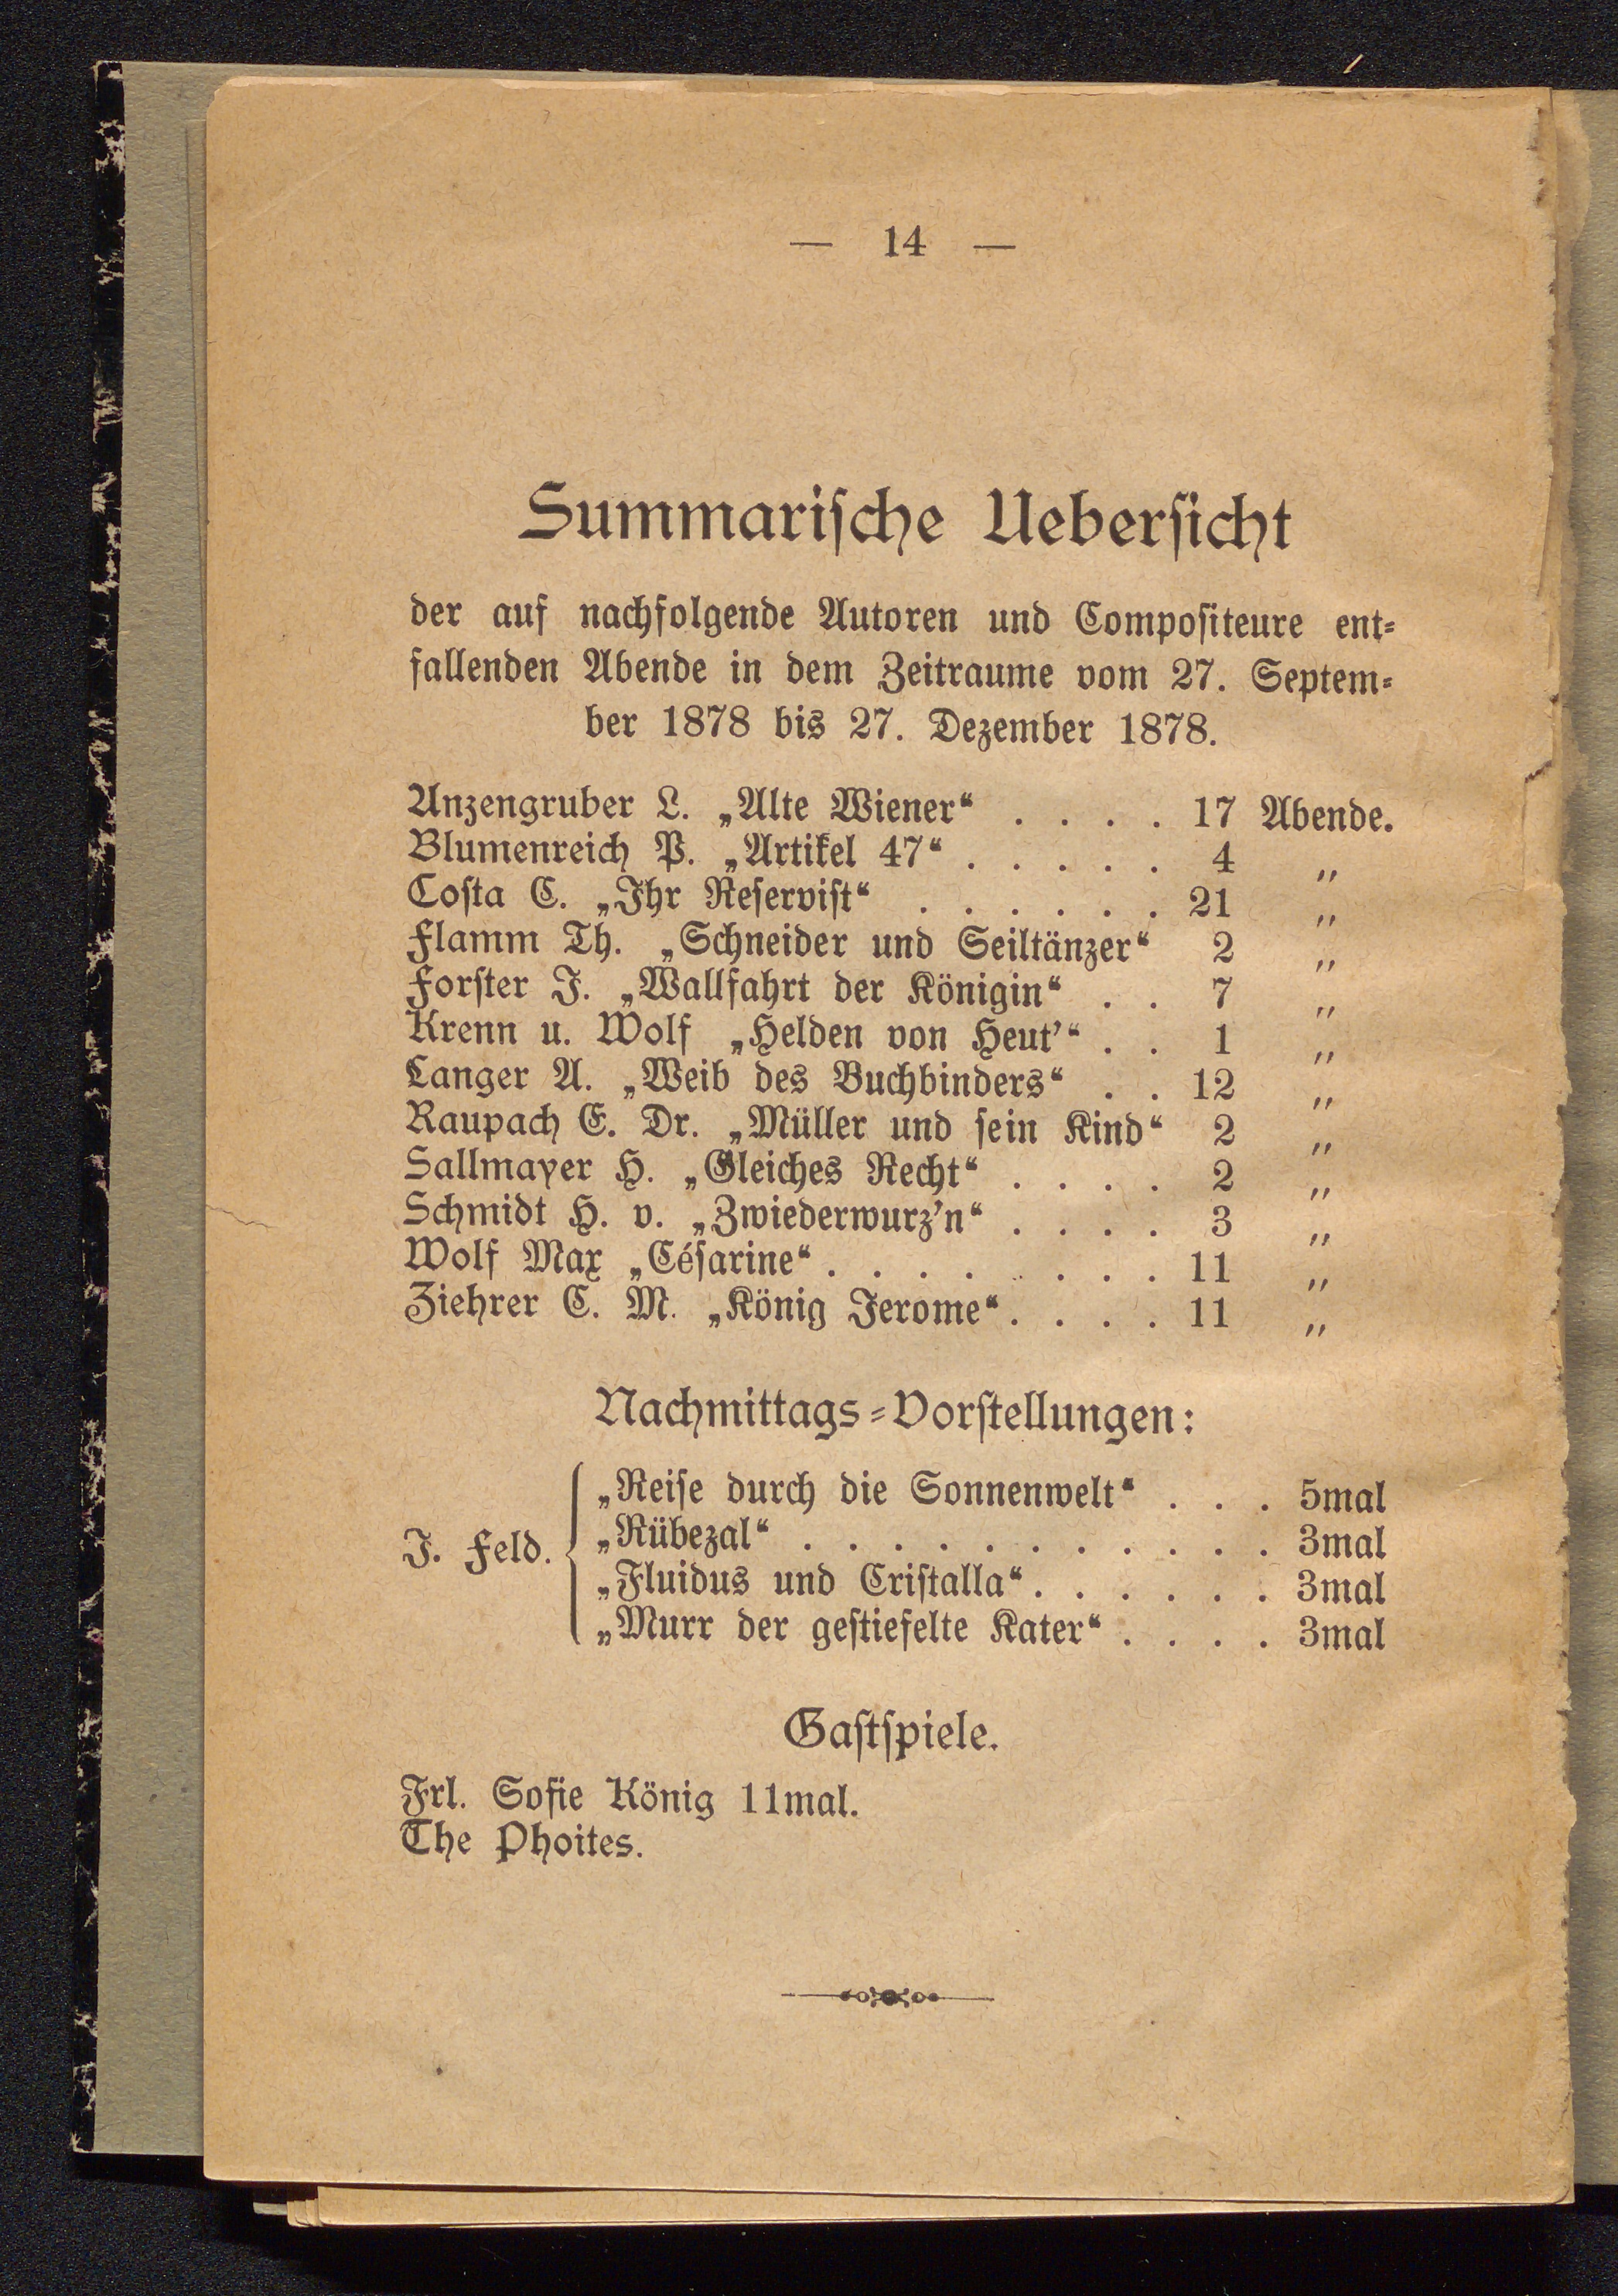 — 14 —
Summarische Uebersicht
der auf nachfolgende Autoren und Compositeure ent=
fallenden Abende in dem Zeitraume vom 27. Septem=
ber 1878 bis 27. Dezember 1878.
Anzengruber L. „Alte Wiener“ . . . . 17 Abende.
Blumenreich P. „Artikel 47“ . . . . . 4 „
Costa C. „Ihr Reservist“ . . . . . . 21 „
Flamm Th. „Schneider und Seiltänzer“ 2 „
Forster J. „Wallfahrt der Königin“ . . 7 „
Krenn u. Wolf „Helden von Heut’“ . . 1 „
Langer A. „Weib des Buchbinders“ . . 12 „
Raupach E. Dr. „Müller und sein Kind“ 2 „
Sallmayer H. „Gleiches Recht“ . . . . 2 „
Schmidt H. v. „Zwiederwurz’n“ . . . . 3 „
Wolf Max „Césarine“ . . . . . . . . 11 „
Ziehrer C. M. „König Jerome“ . . . . 11 „
Nachmittags=Vorstellungen:
„Reise durch die Sonnenwelt“ . . . 5mal
„Rübezal“ . . . . . . . . . . . 3mal
J. Feld.
„Fluidus und Cristalla“ . . . . . . 3mal
„Murr der gestiefelte Kater“ . . . . 3mal
Gastspiele.
Frl. Sofie König 11mal.
The Phoites.